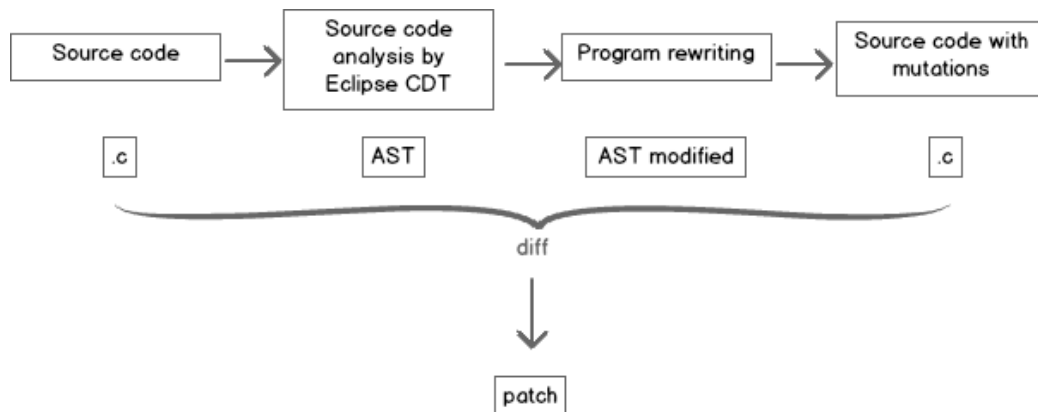 Source code
Source code
analysis by
Eclipse CDT
Program rewriting
Source code with
mutations
.c
AST
AST modified
.c
diff
patch